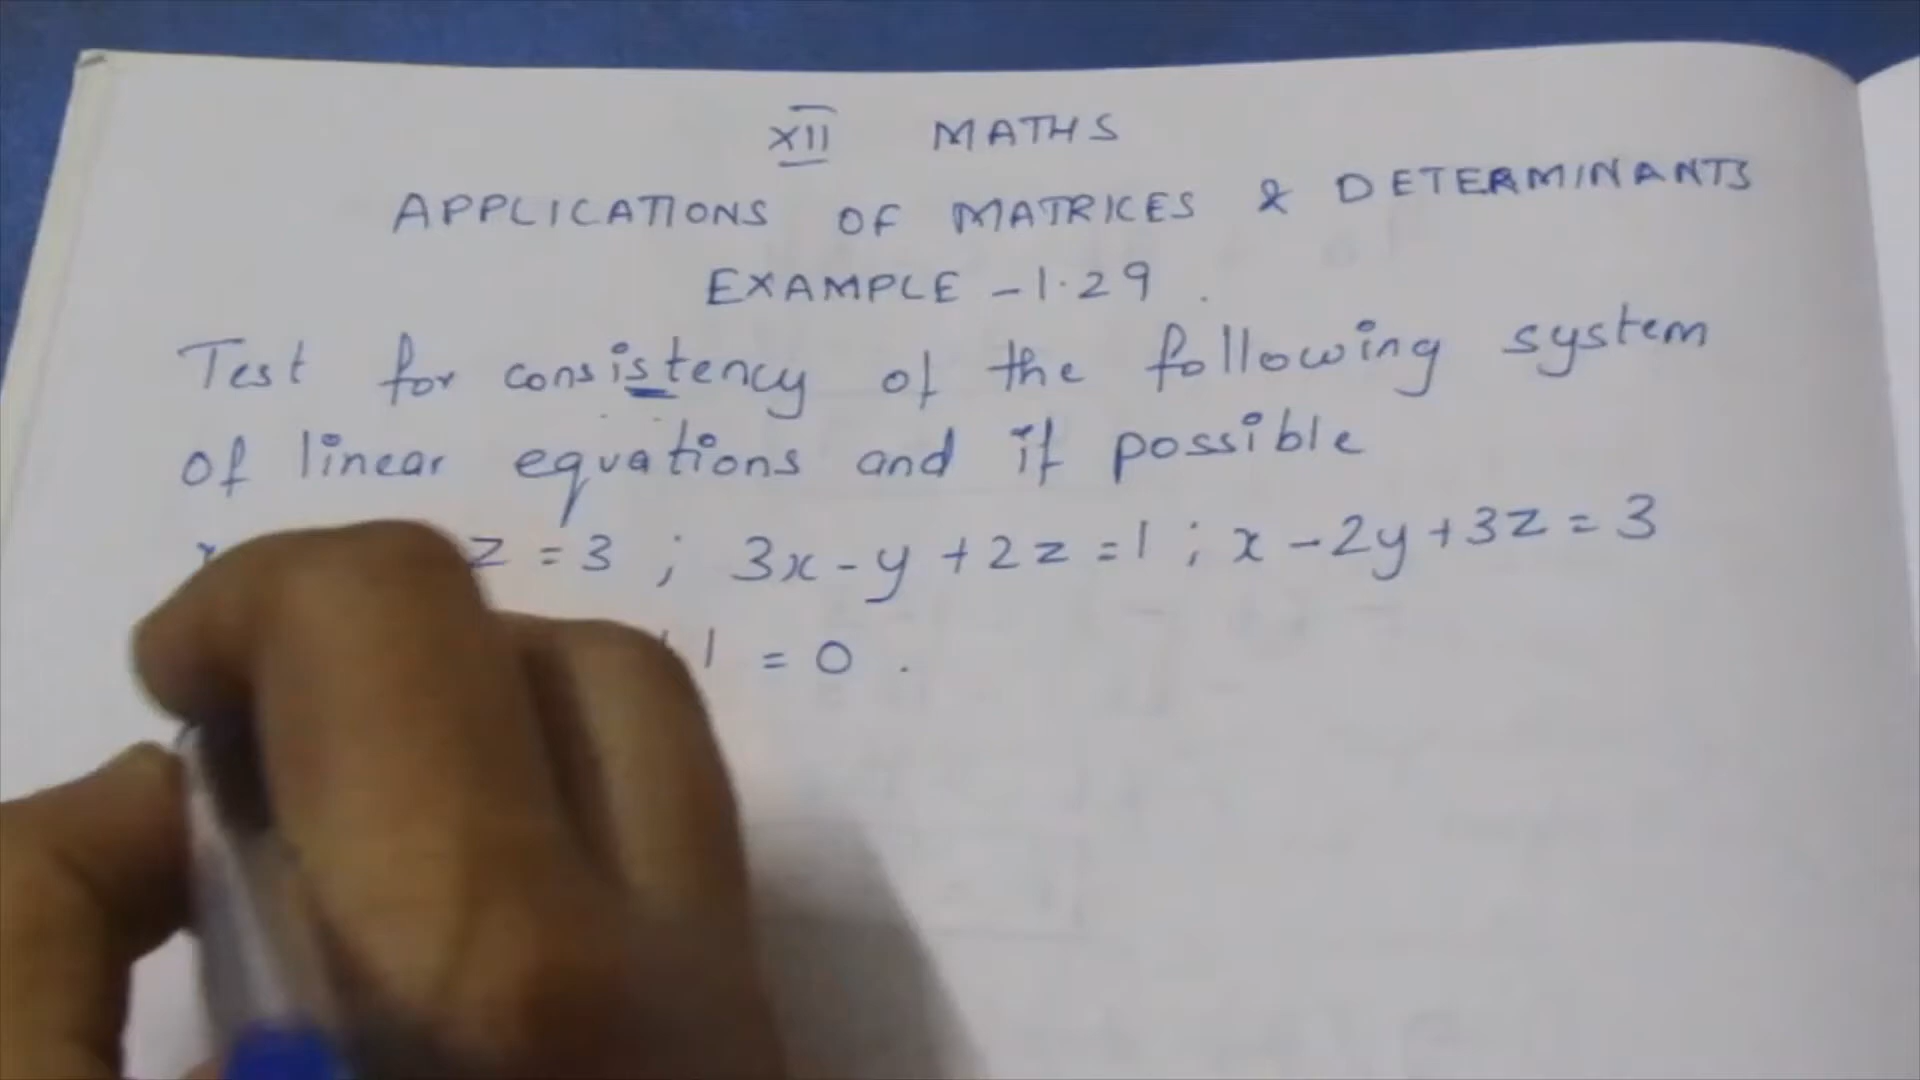 XII MATHS
APPLICATIONS OF MATRICES & DETERMINANTS
EXAMPLE - 1.29
Test for consistency of the following system
of linear equations and if possible
z = 3 ; 3x - y + 2z = 1 ; x - 2y + 3z = 3
= 0 .